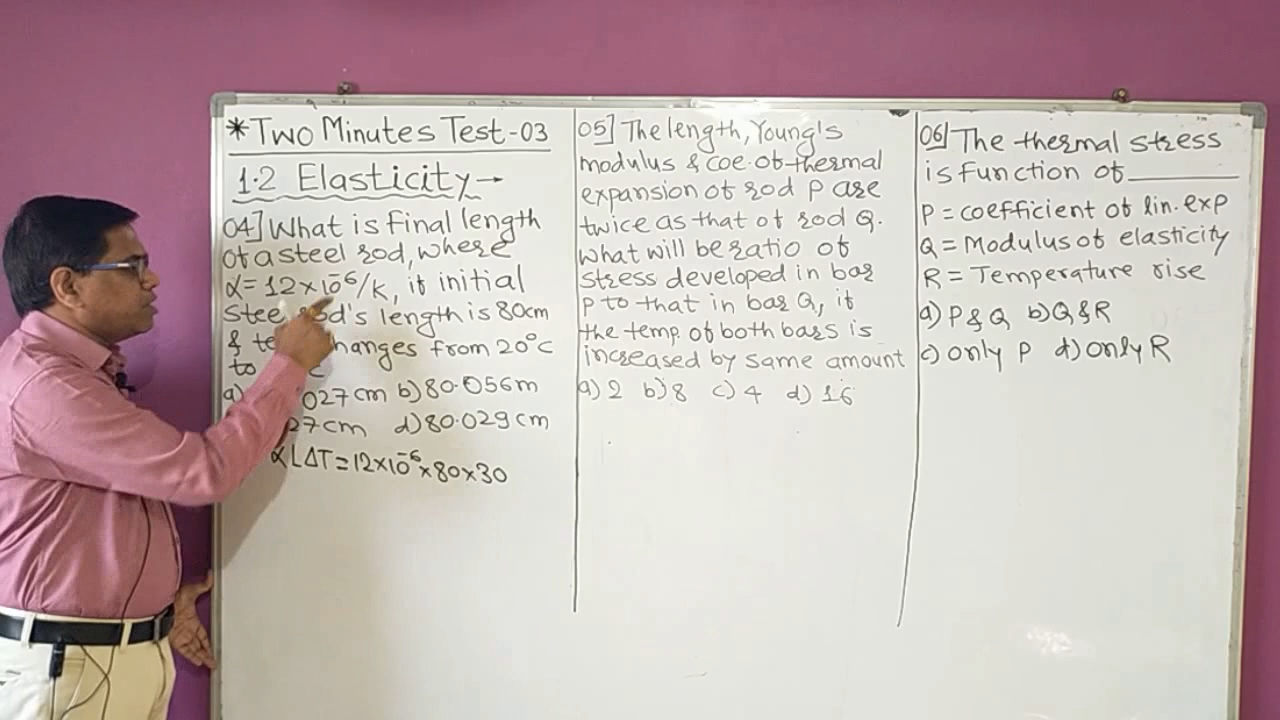 *Two Minutes Test-03
1.2 Elasticity→
04] What is final length
of a steel rod, where
α=12×10⁻⁶/K, if initial
steel rod's length is 80cm
& te changes from 20°C
to C
a) 027cm b) 80.056m
27cm d) 80.029cm
αLΔT=12×10⁻⁶×80×30
05] The length, Young's
modulus & coe. of thermal
expansion of rod P are
twice as that of rod Q.
What will be ratio of
stress developed in bar
P to that in bar Q, if
the temp. of both bars is
increased by same amount
a) 2 b) 8 c) 4 d) 16
06] The thermal stress
is function of ________
P = coefficient of lin. exp
Q = Modulus of elasticity
R = Temperature rise
a) P & Q b) Q & R
c) only P d) only R